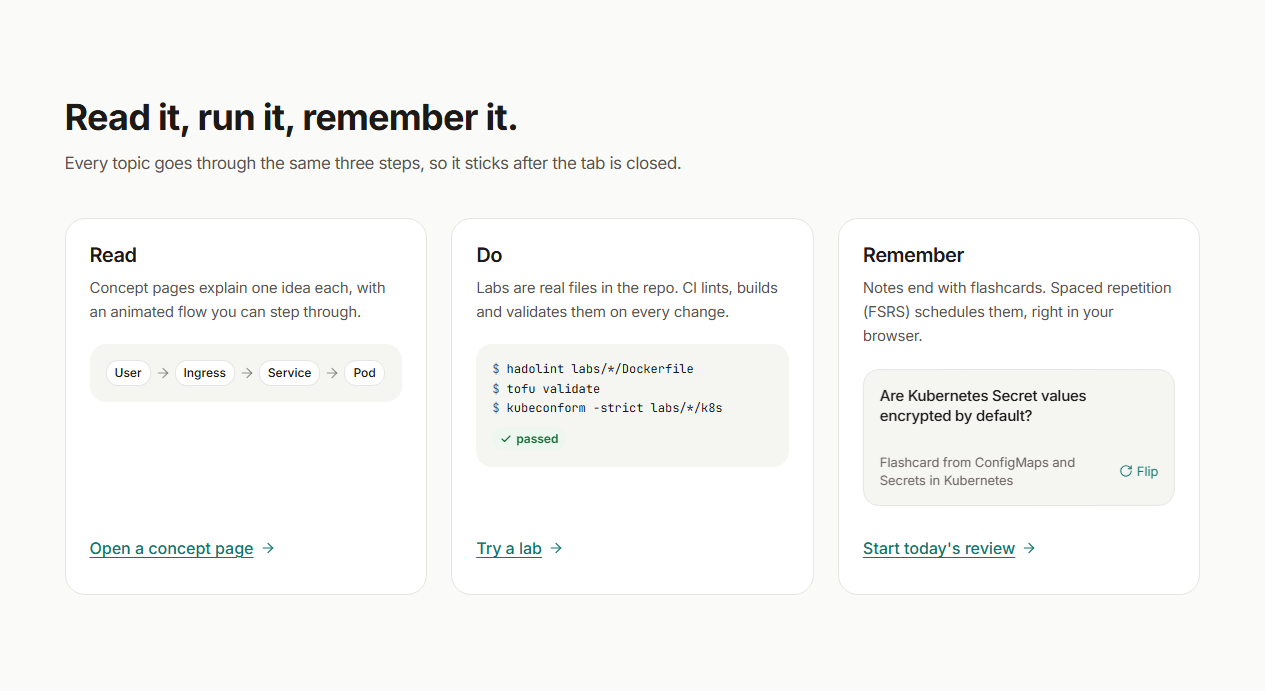 Read it, run it, remember it.
Every topic goes through the same three steps, so it sticks after the tab is closed.
Read
Concept pages explain one idea each, with
an animated flow you can step through.
User → Ingress → Service → Pod
Open a concept page →
Do
Labs are real files in the repo. CI lints, builds
and validates them on every change.
$ hadolint labs/*/Dockerfile
$ tofu validate
$ kubeconform -strict labs/*/k8s
✓ passed
Try a lab →
Remember
Notes end with flashcards. Spaced repetition
(FSRS) schedules them, right in your
browser.
Are Kubernetes Secret values
encrypted by default?
Flashcard from ConfigMaps and
Secrets in Kubernetes
Flip
Start today's review →